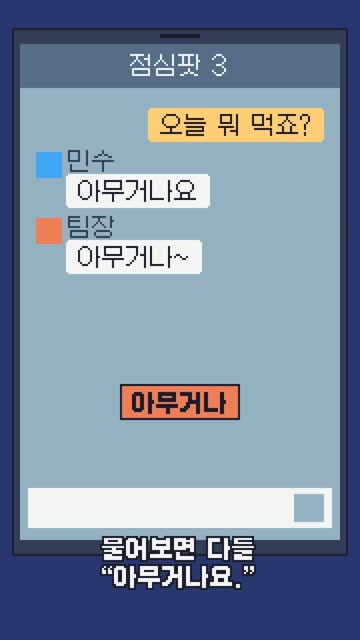 점심팟 3
오늘 뭐 먹죠?
민수
아무거나요
팀장
아무거나~
아무거나
물어보면 다들
“아무거나요.”